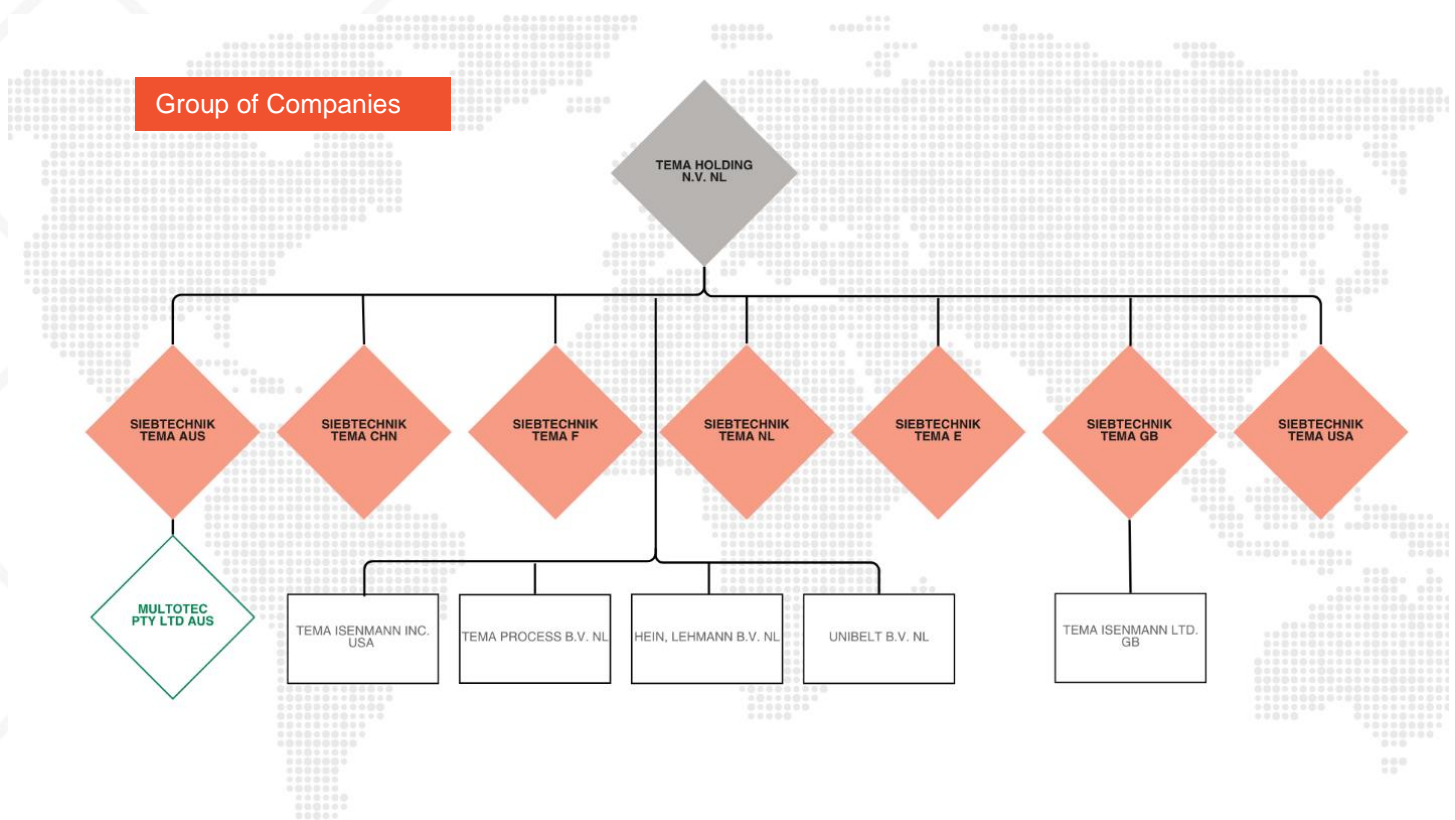 Group of Companies
TEMA HOLDING
N.V. NL
SIEBTECHNIK
TEMA AUS
SIEBTECHNIK
TEMA CHN
SIEBTECHNIK
TEMA F
SIEBTECHNIK
TEMA NL
SIEBTECHNIK
TEMA E
SIEBTECHNIK
TEMA GB
SIEBTECHNIK
TEMA USA
MULTOTEC
PTY LTD AUS
TEMA ISENMANN INC.
USA
TEMA PROCESS B.V. NL
HEIN, LEHMANN B.V. NL
UNIBELT B.V. NL
TEMA ISENMANN LTD.
GB